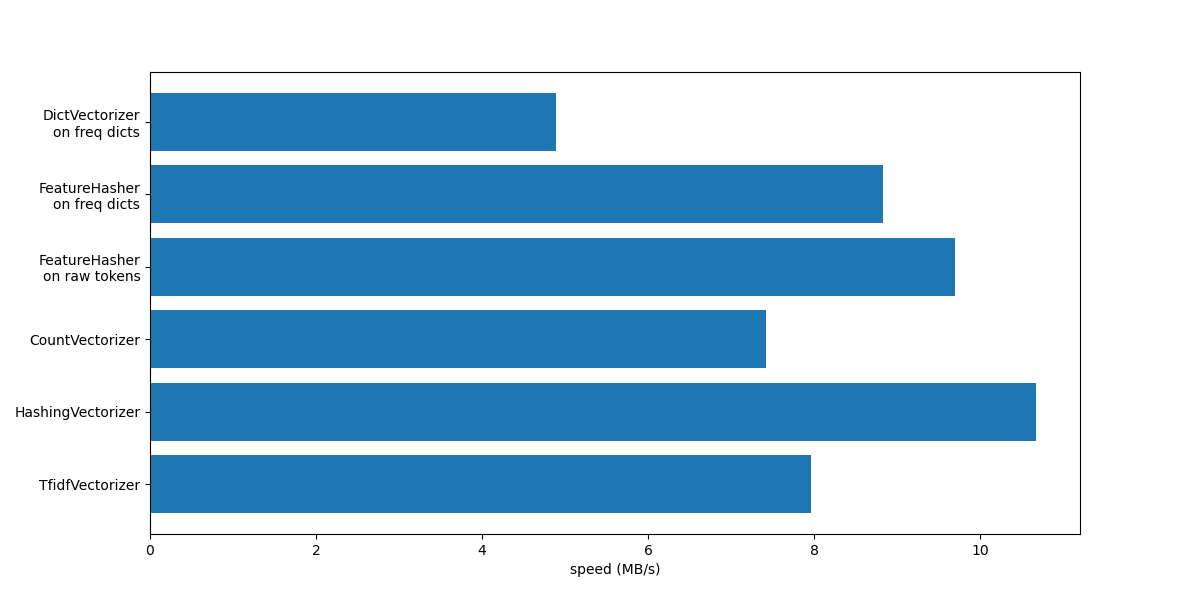 DictVectorizer
on freq dicts
FeatureHasher
on freq dicts
FeatureHasher
on raw tokens
CountVectorizer
HashingVectorizer
TfidfVectorizer
0 2 4 6 8 10
speed (MB/s)